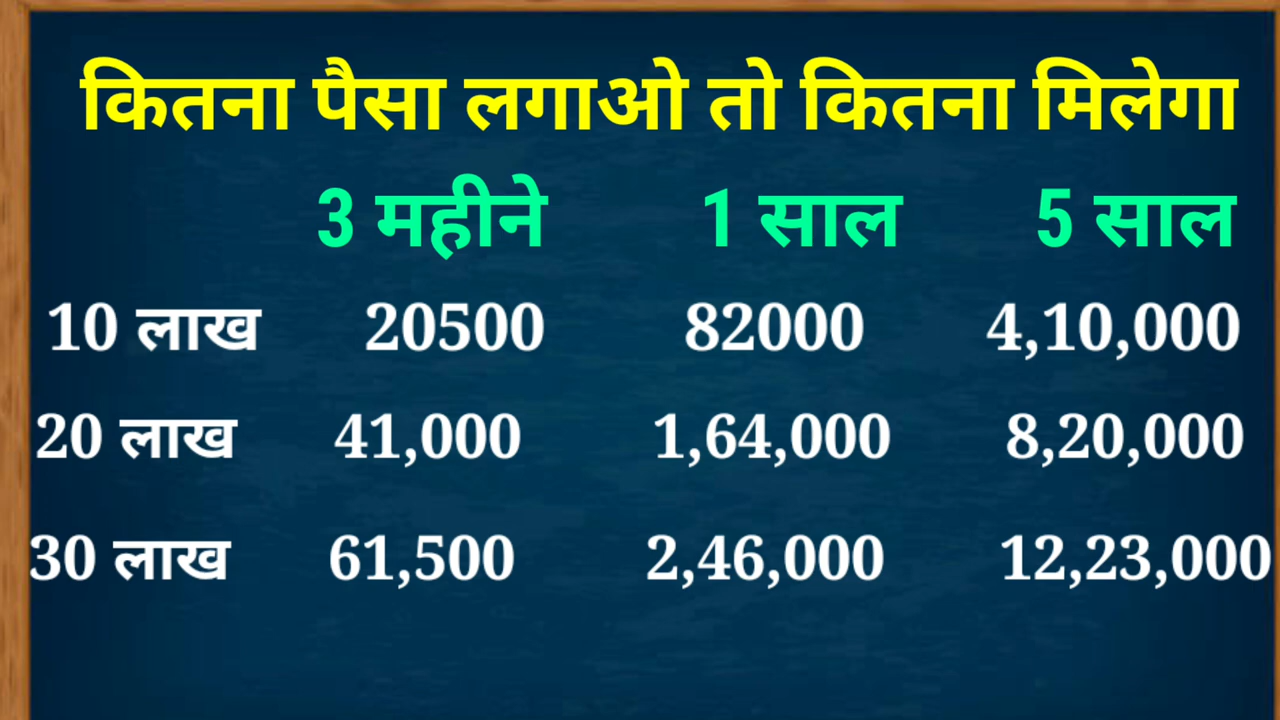 कितना पैसा लगाओ तो कितना मिलेगा
3 महीने 1 साल 5 साल
10 लाख 20500 82000 4,10,000
20 लाख 41,000 1,64,000 8,20,000
30 लाख 61,500 2,46,000 12,23,000